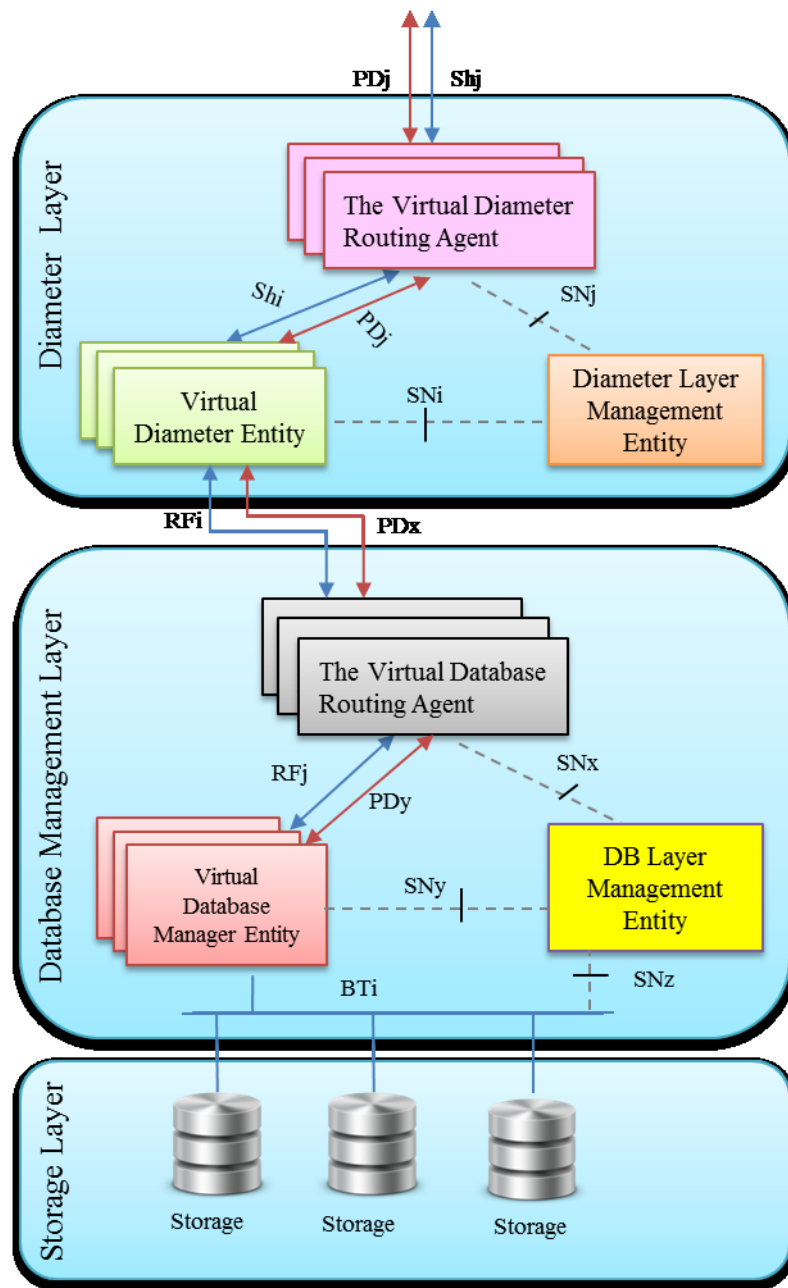 PDj
Shj
Diameter Layer
The Virtual Diameter
Routing Agent
Shi
PDj
SNj
Virtual
Diameter Entity
SNi
Diameter Layer
Management
Entity
RFi
PDx
Database Management Layer
The Virtual Database
Routing Agent
RFj
PDy
SNx
Virtual
Database
Manager Entity
SNy
DB Layer
Management
Entity
BTi
SNz
Storage Layer
Storage
Storage
Storage